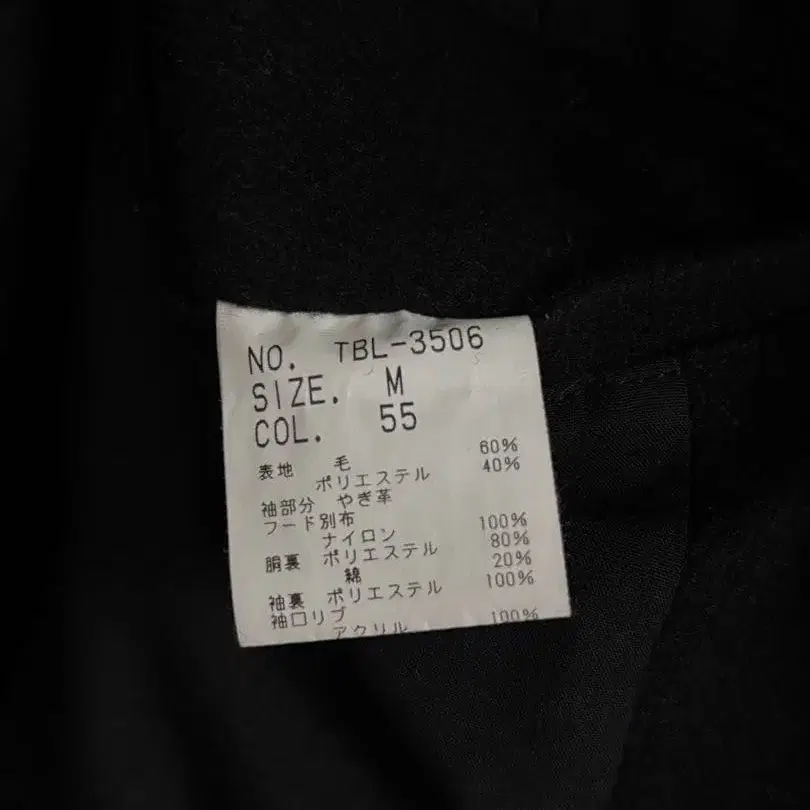 NO. TBL-3506
SIZE. M
COL. 55
表地 毛 60%
ポリエステル 40%
袖部分 やぎ革
フード別布
ナイロン 100%
胴裏 ポリエステル 80%
綿 20%
袖裏 ポリエステル 100%
袖口リブ
アクリル 100%